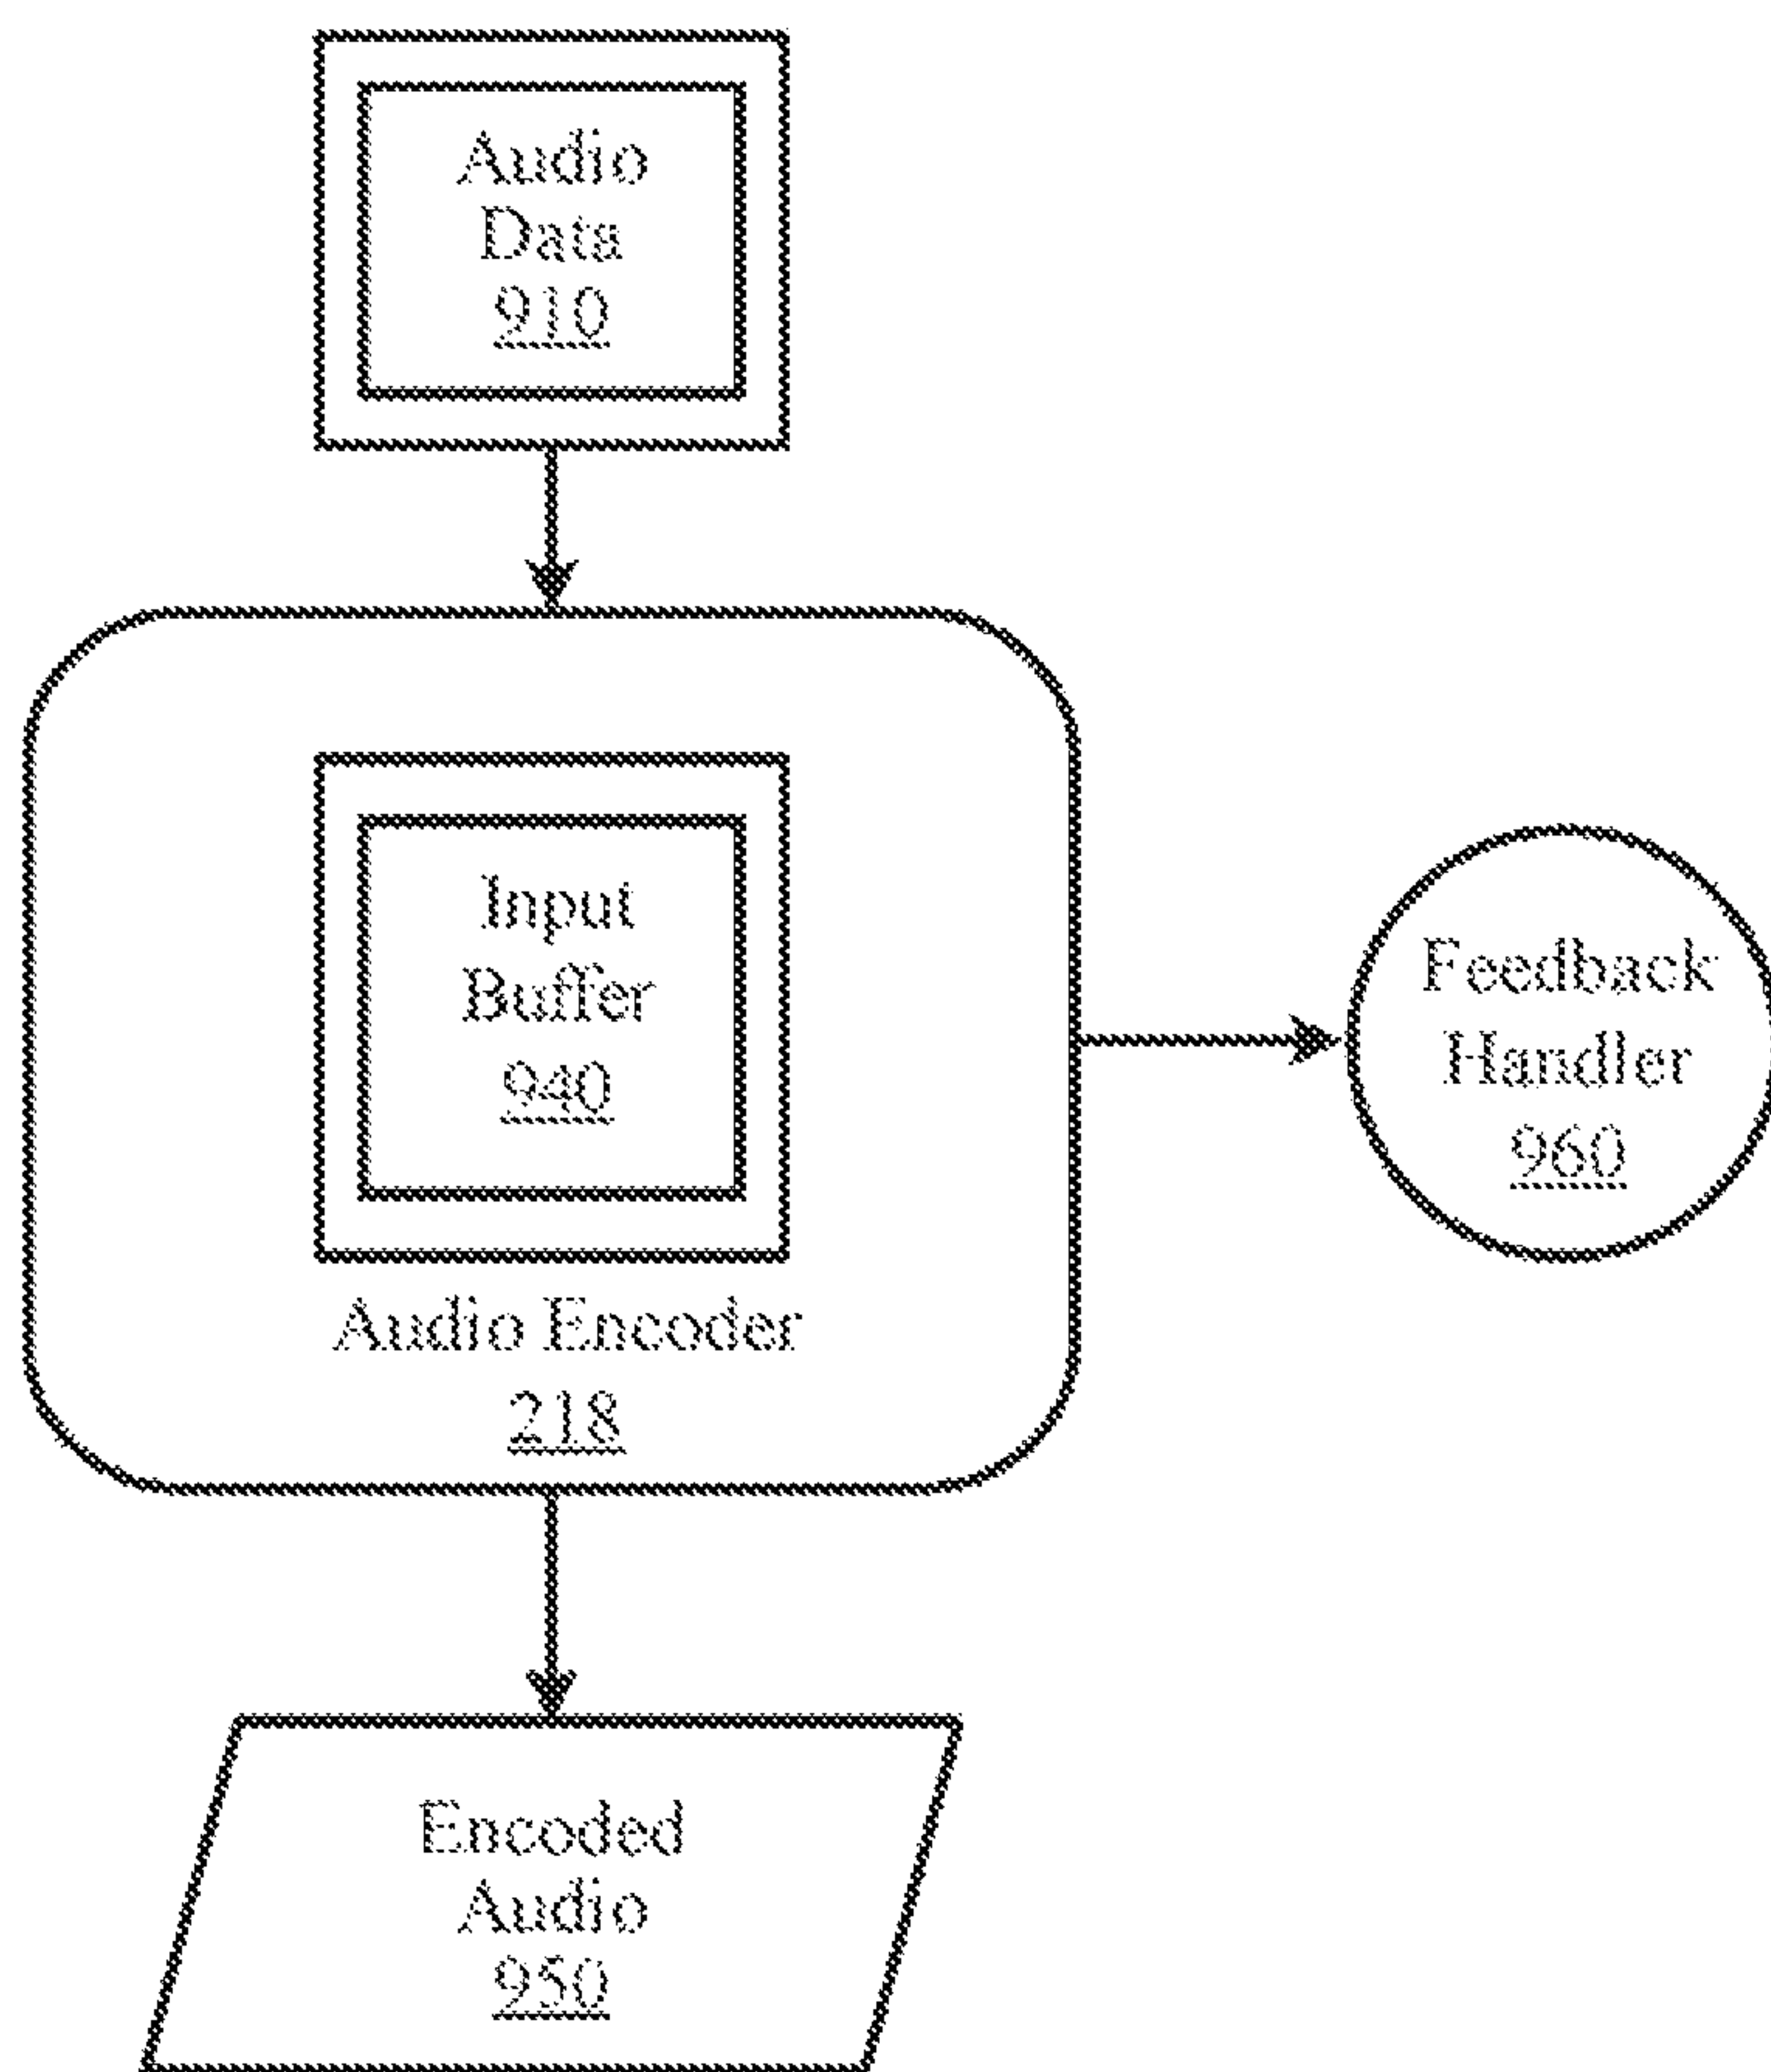 Audio
Data
910
Input
Buffer
940
Audio Encoder
218
Feedback
Handler
960
Encoded
Audio
950